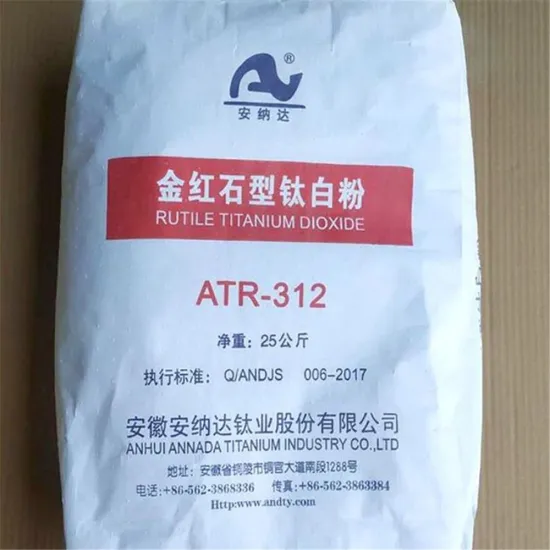 ®
安纳达
金红石型钛白粉
RUTILE TITANIUM DIOXIDE
ATR-312
净重：25公斤
执行标准：Q/ANDJS 006-2017
安徽安纳达钛业股份有限公司
ANHUI ANNADA TITANIUM INDUSTRY CO.,LTD
地址：安徽省铜陵市铜官大道南段1288号
电话:+86-562-3868336 传真:+86-562-3863384
Http:www.andty.com